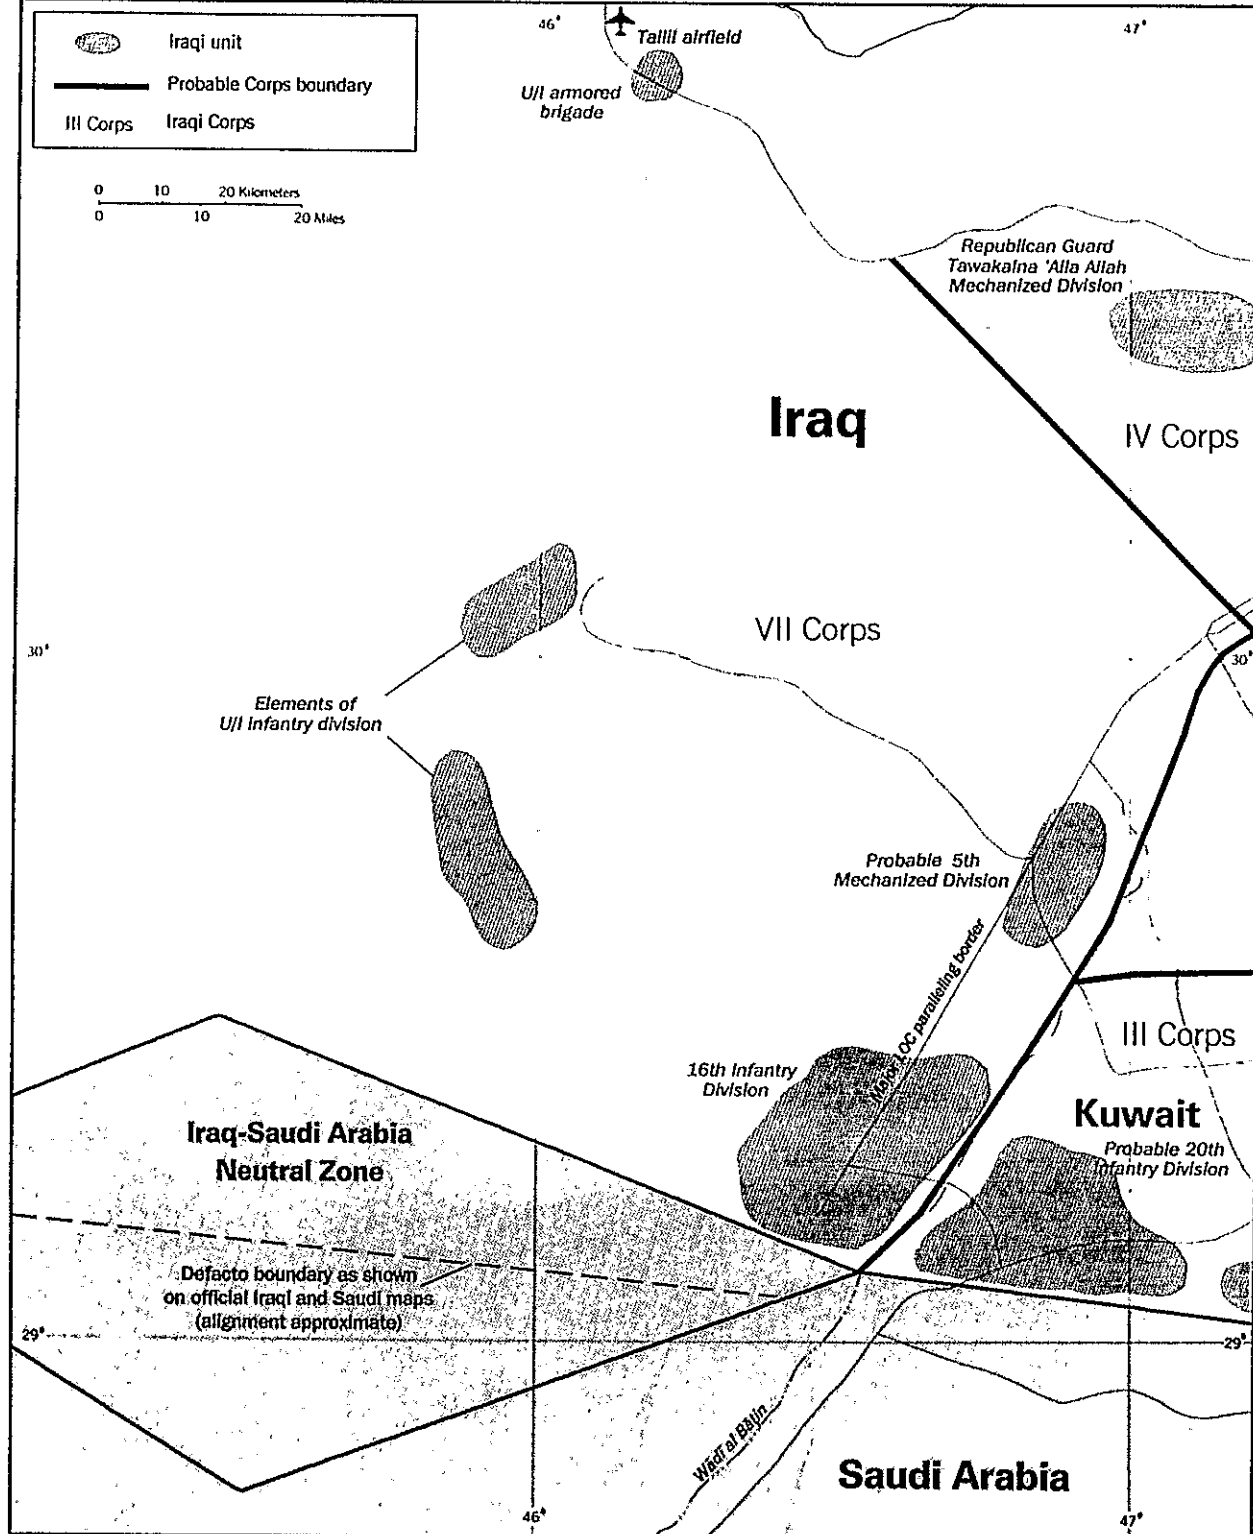 Iraqi unit
Probable Corps boundary
III Corps Iraqi Corps
0 10 20 Kilometers
0 10 20 Miles
46°
47°
Tallil airfield
U/I armored
brigade
Republican Guard
Tawakalna 'Alla Allah
Mechanized Division
Iraq
IV Corps
VII Corps
30°
30°
Elements of
U/I infantry division
Probable 5th
Mechanized Division
Major LOC paralleling border
III Corps
16th Infantry
Division
Kuwait
Probable 20th
Infantry Division
Iraq-Saudi Arabia
Neutral Zone
Defacto boundary as shown
on official Iraqi and Saudi maps
(alignment approximate)
29°
29°
Wādī al Bāţin
Saudi Arabia
46°
47°